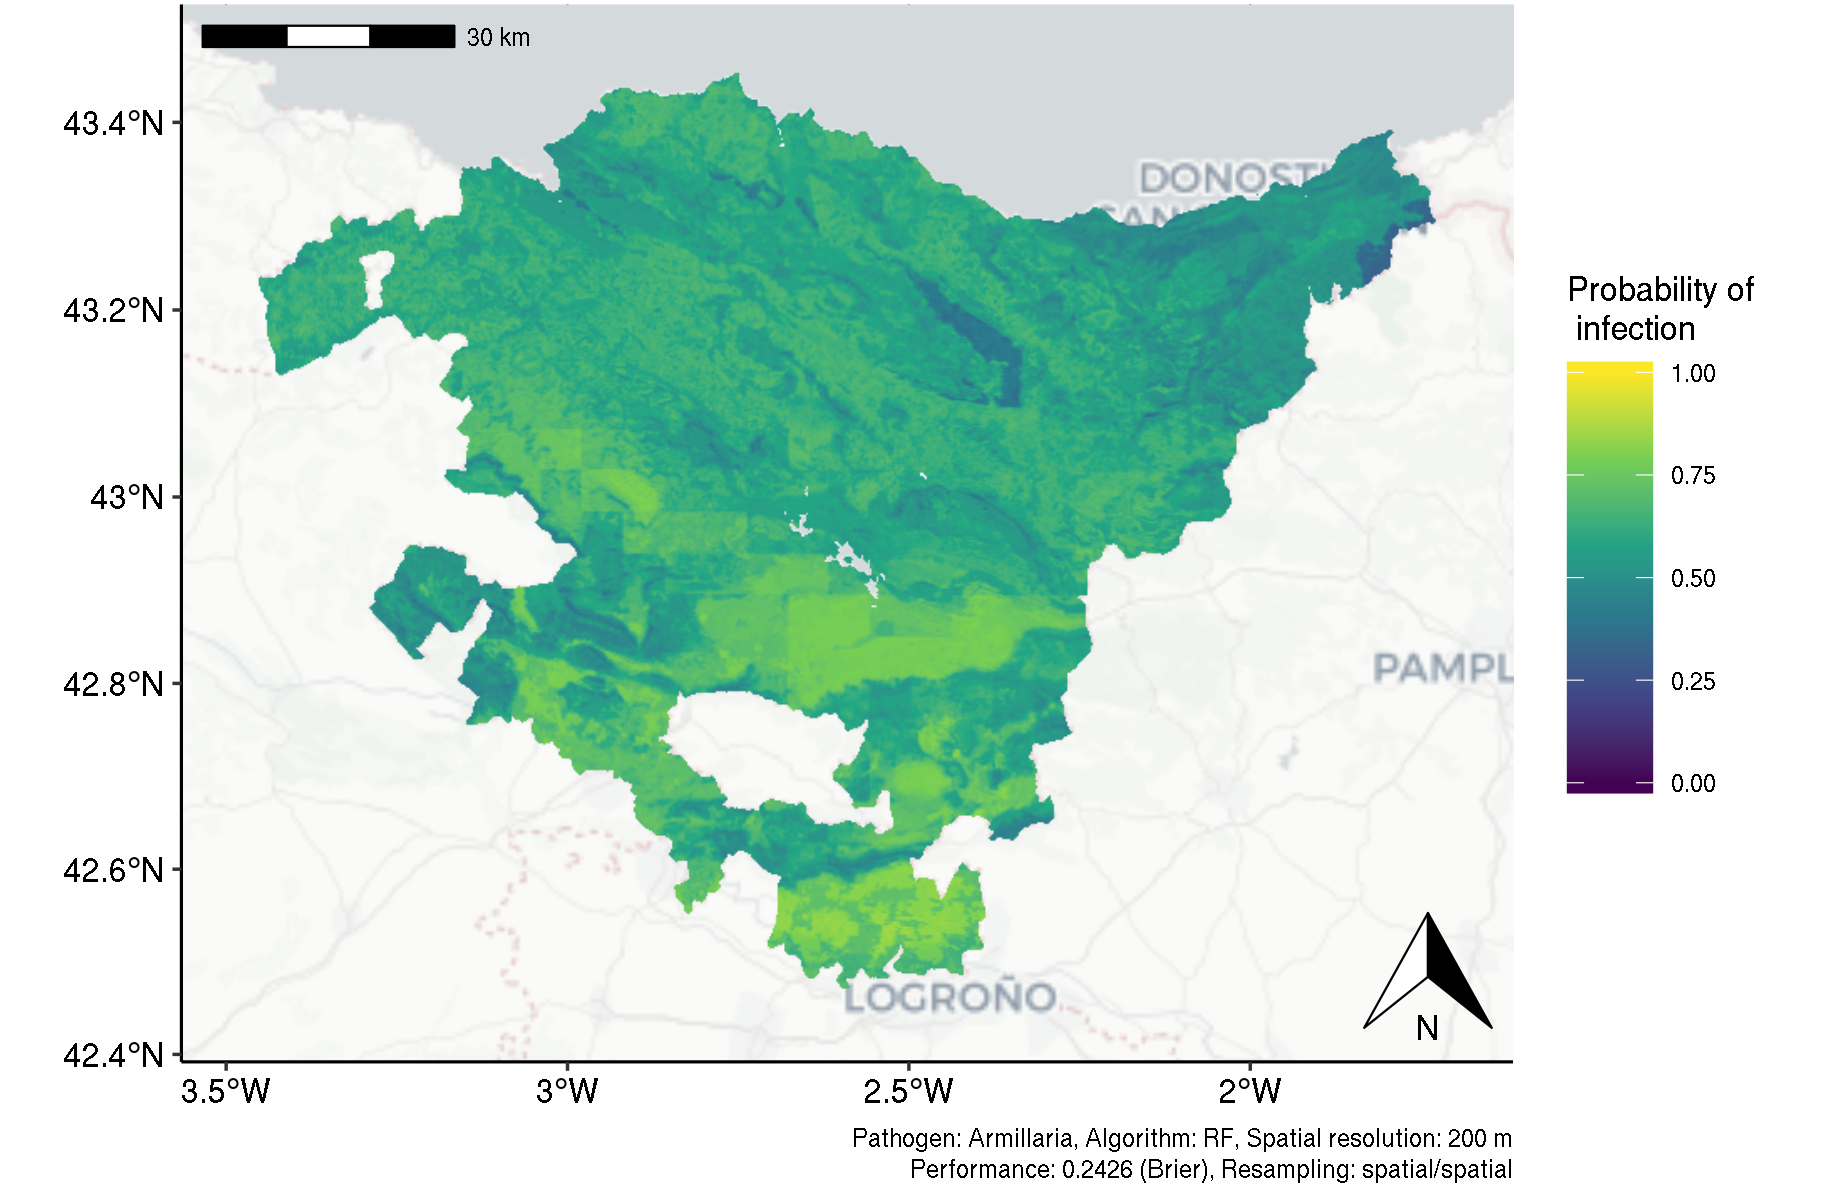 30 km
43.4°N
43.2°N
43°N
42.8°N
42.6°N
42.4°N
3.5°W
3°W
2.5°W
2°W
DONOSTI
PAMPL
LOGROÑO
N
Probability of
infection
1.00
0.75
0.50
0.25
0.00
Pathogen: Armillaria, Algorithm: RF, Spatial resolution: 200 m
Performance: 0.2426 (Brier), Resampling: spatial/spatial